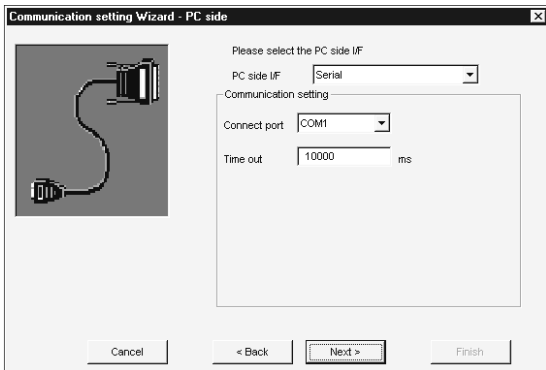 Communication setting Wizard - PC side
Please select the PC side I/F
PC side I/F Serial
Communication setting
Connect port COM1
Time out 10000 ms
Cancel < Back Next > Finish